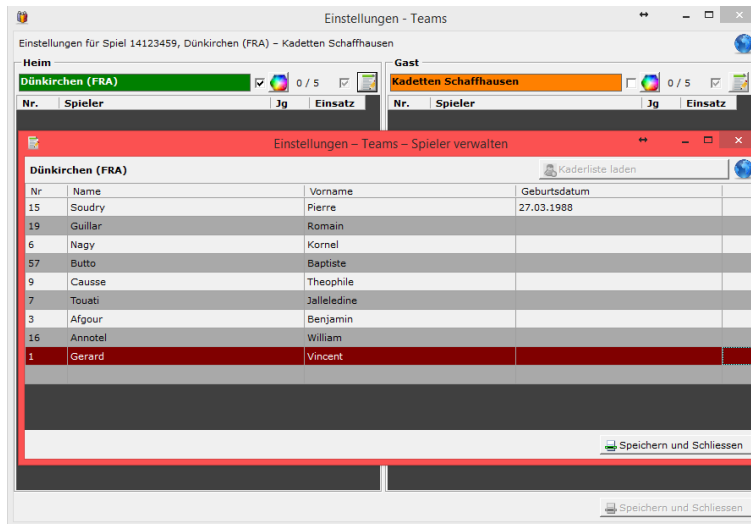 Einstellungen - Teams
Einstellungen für Spiel 14123459, Dünkirchen (FRA) – Kadetten Schaffhausen
Heim
Gast
Dünkirchen (FRA) 0 / 5
Kadetten Schaffhausen 0 / 5
Nr. Spieler Jg Einsatz
Nr. Spieler Jg Einsatz
Einstellungen – Teams – Spieler verwalten
Dünkirchen (FRA) Kaderliste laden
Nr Name Vorname Geburtsdatum
15 Soudry Pierre 27.03.1988
19 Guillar Romain
6 Nagy Kornel
57 Butto Baptiste
9 Causse Theophile
7 Touati Jalleledine
3 Afgour Benjamin
16 Annotel William
1 Gerard Vincent
Speichern und Schliessen
Speichern und Schliessen